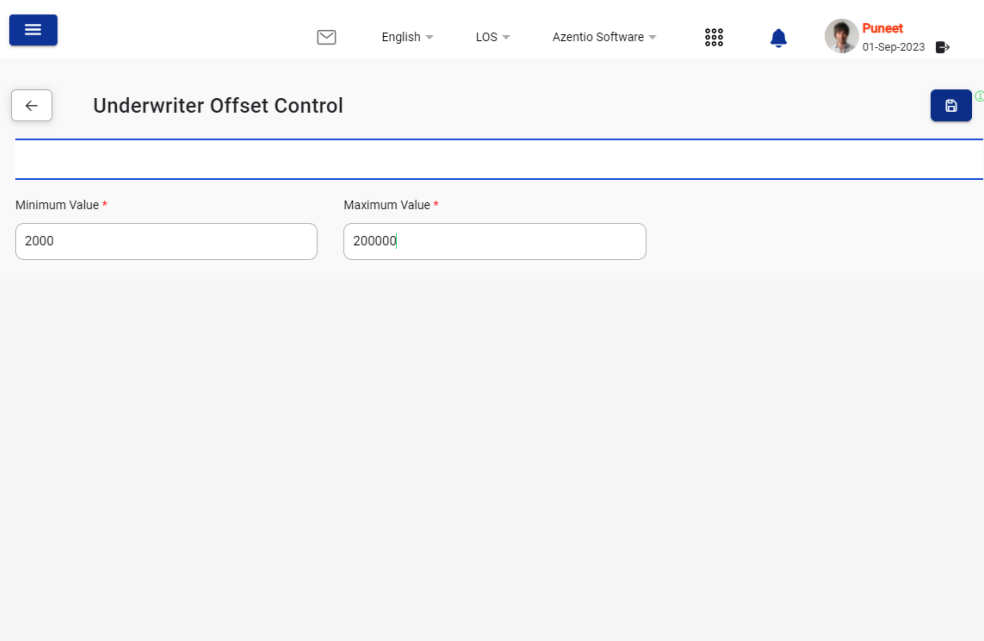 English LOS Azentio Software Puneet
01-Sep-2023
Underwriter Offset Control
Minimum Value * Maximum Value *
2000 200000